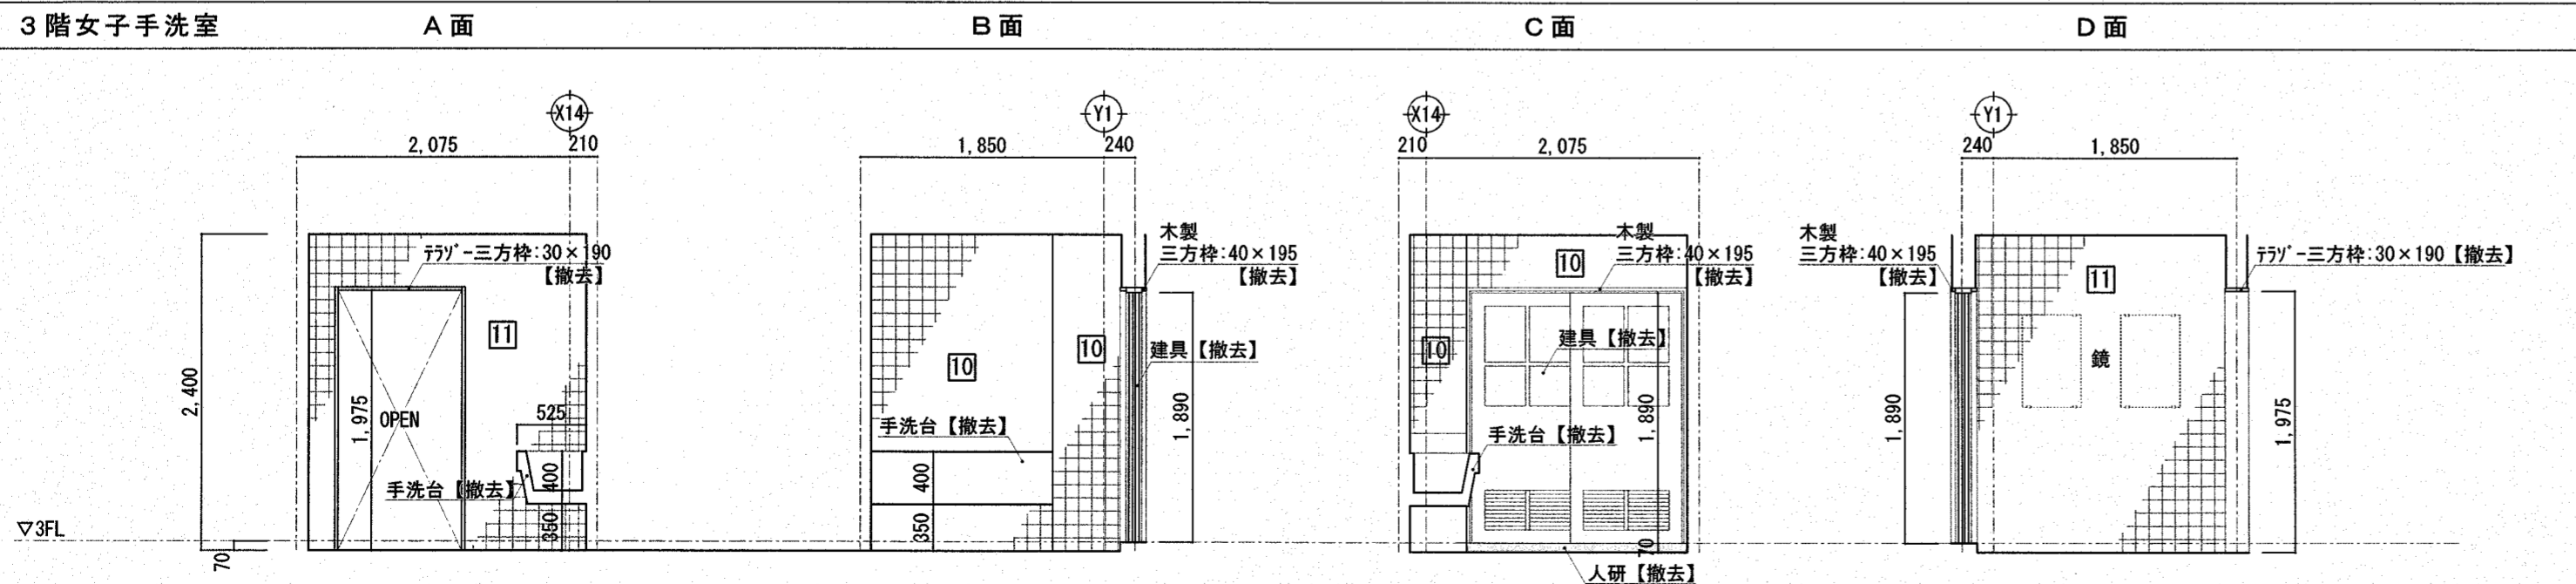 3階女子手洗室 A面 B面 C面 D面
X14
2,075 210
テラゾー三方枠:30×190
【撤去】
11
2,400
1,975
OPEN
525
400
手洗台【撤去】
350
▽3FL
70
Y1
1,850 240
木製
三方枠:40×195
【撤去】
10
10
建具【撤去】
1,890
手洗台【撤去】
400
350
X14
210 2,075
木製
三方枠:40×195
【撤去】
10
10
建具【撤去】
1,890
手洗台【撤去】
70
人研【撤去】
Y1
240 1,850
木製
三方枠:40×195
【撤去】
テラゾー三方枠:30×190【撤去】
11
鏡
1,890
1,975